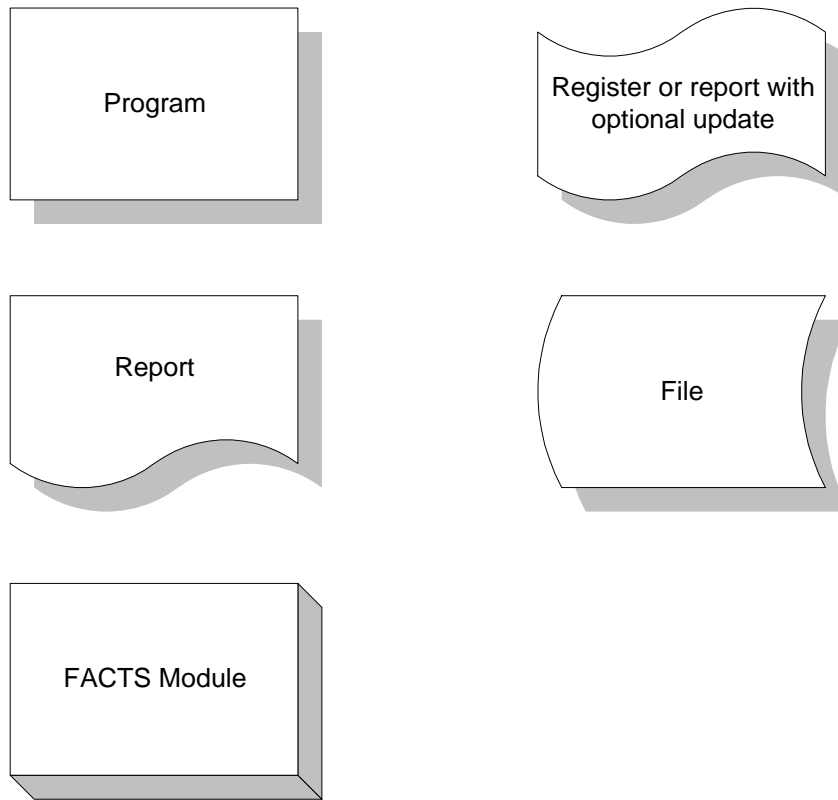 Program
Register or report with
optional update
Report
File
FACTS Module